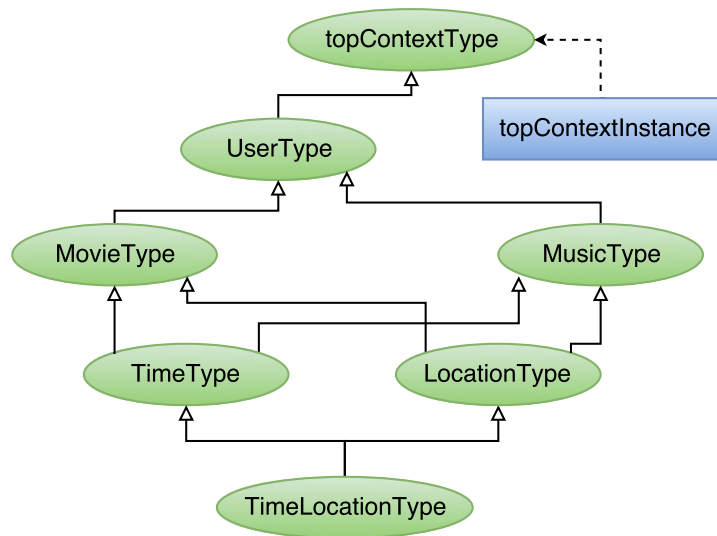 topContextType
topContextInstance
UserType
MovieType
MusicType
TimeType
LocationType
TimeLocationType